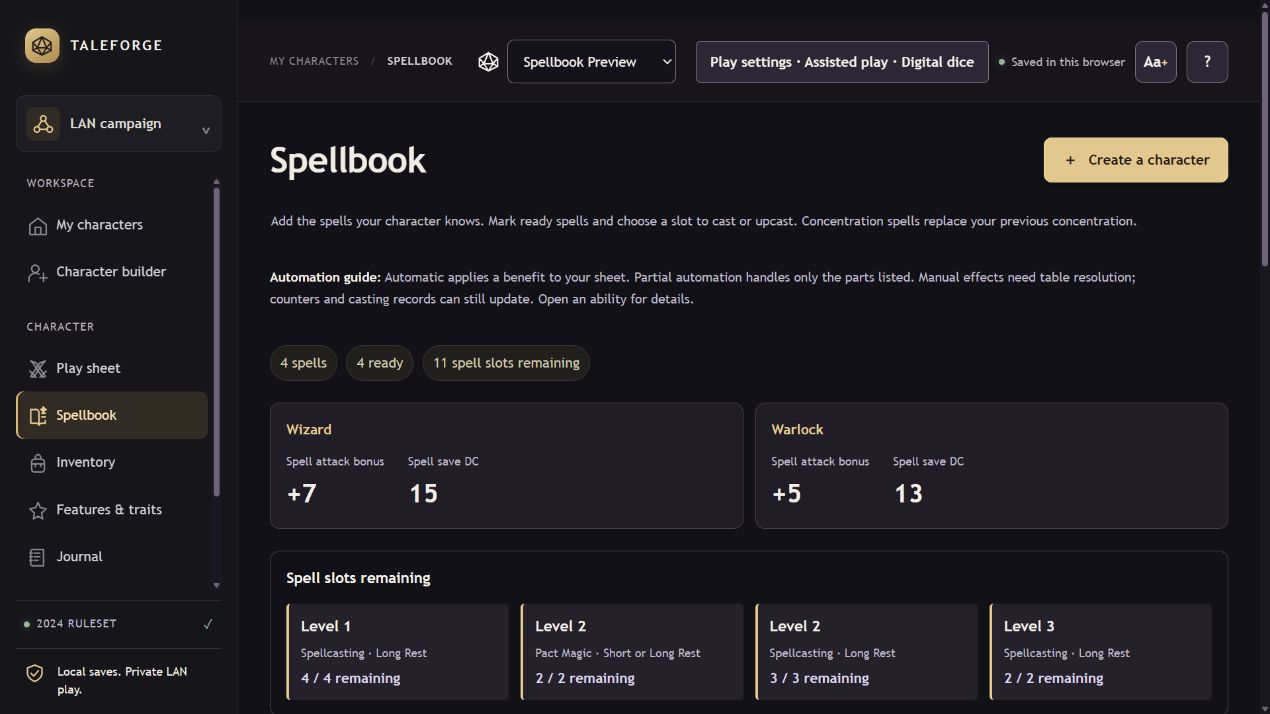 TALEFORGE
LAN campaign
WORKSPACE
My characters
Character builder
CHARACTER
Play sheet
Spellbook
Inventory
Features & traits
Journal
2024 RULESET
Local saves. Private LAN
play.
MY CHARACTERS / SPELLBOOK
Spellbook Preview
Play settings · Assisted play · Digital dice
Saved in this browser
Aa+
?
Spellbook
+ Create a character
Add the spells your character knows. Mark ready spells and choose a slot to cast or upcast. Concentration spells replace your previous concentration.
Automation guide: Automatic applies a benefit to your sheet. Partial automation handles only the parts listed. Manual effects need table resolution;
counters and casting records can still update. Open an ability for details.
4 spells
4 ready
11 spell slots remaining
Wizard
Spell attack bonus
Spell save DC
+7
15
Warlock
Spell attack bonus
Spell save DC
+5
13
Spell slots remaining
Level 1
Spellcasting · Long Rest
4 / 4 remaining
Level 2
Pact Magic · Short or Long Rest
2 / 2 remaining
Level 2
Spellcasting · Long Rest
3 / 3 remaining
Level 3
Spellcasting · Long Rest
2 / 2 remaining